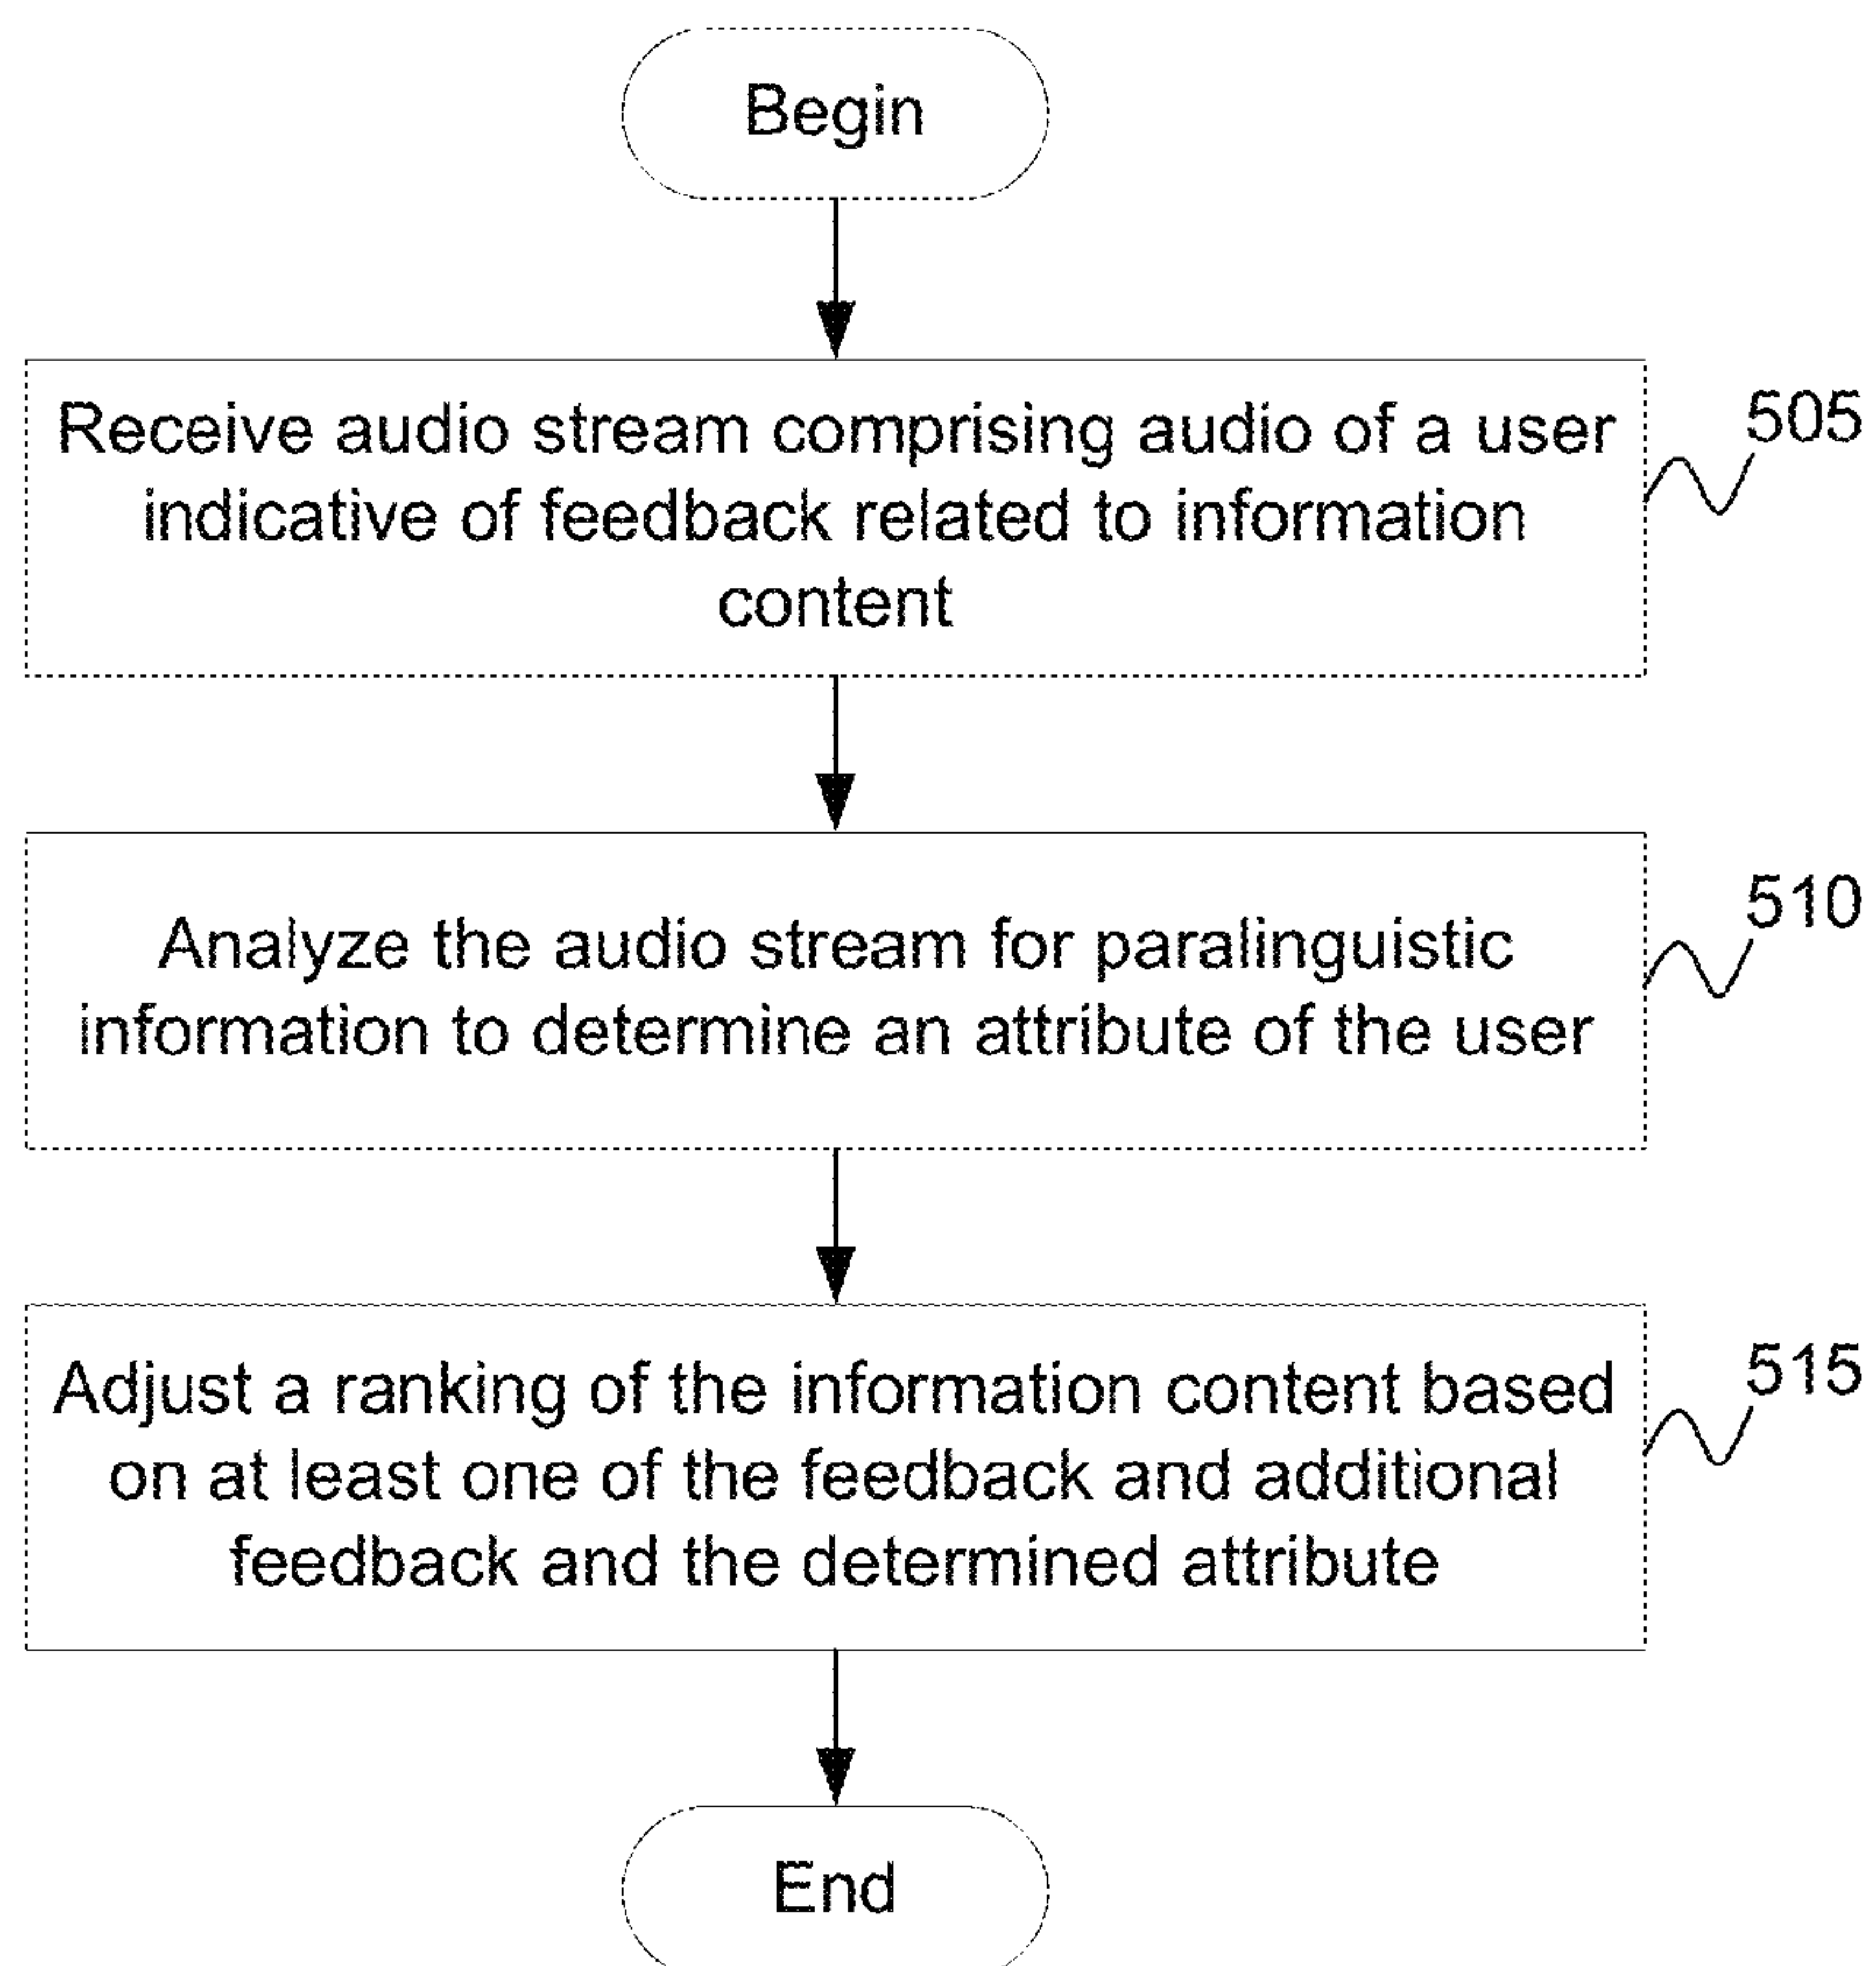 Begin
Receive audio stream comprising audio of a user
indicative of feedback related to information
content
505
Analyze the audio stream for paralinguistic
information to determine an attribute of the user
510
Adjust a ranking of the information content based
on at least one of the feedback and additional
feedback and the determined attribute
515
End